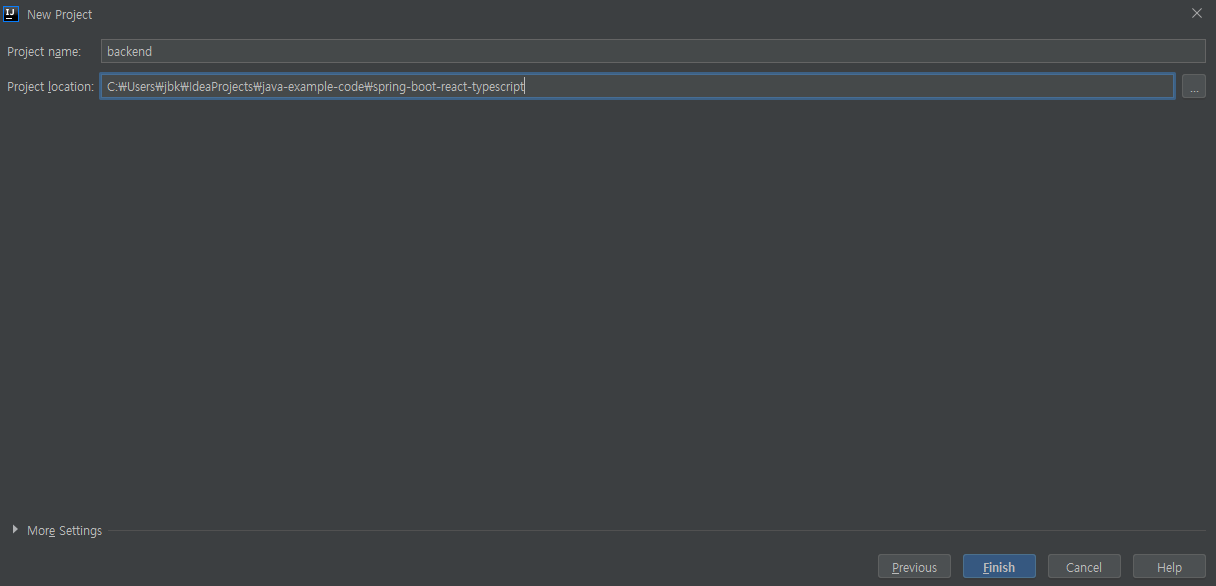 IJ New Project
Project name: backend
Project location: C:₩Users₩jbk₩IdeaProjects₩java-example-code₩spring-boot-react-typescript
...
More Settings
Previous Finish Cancel Help